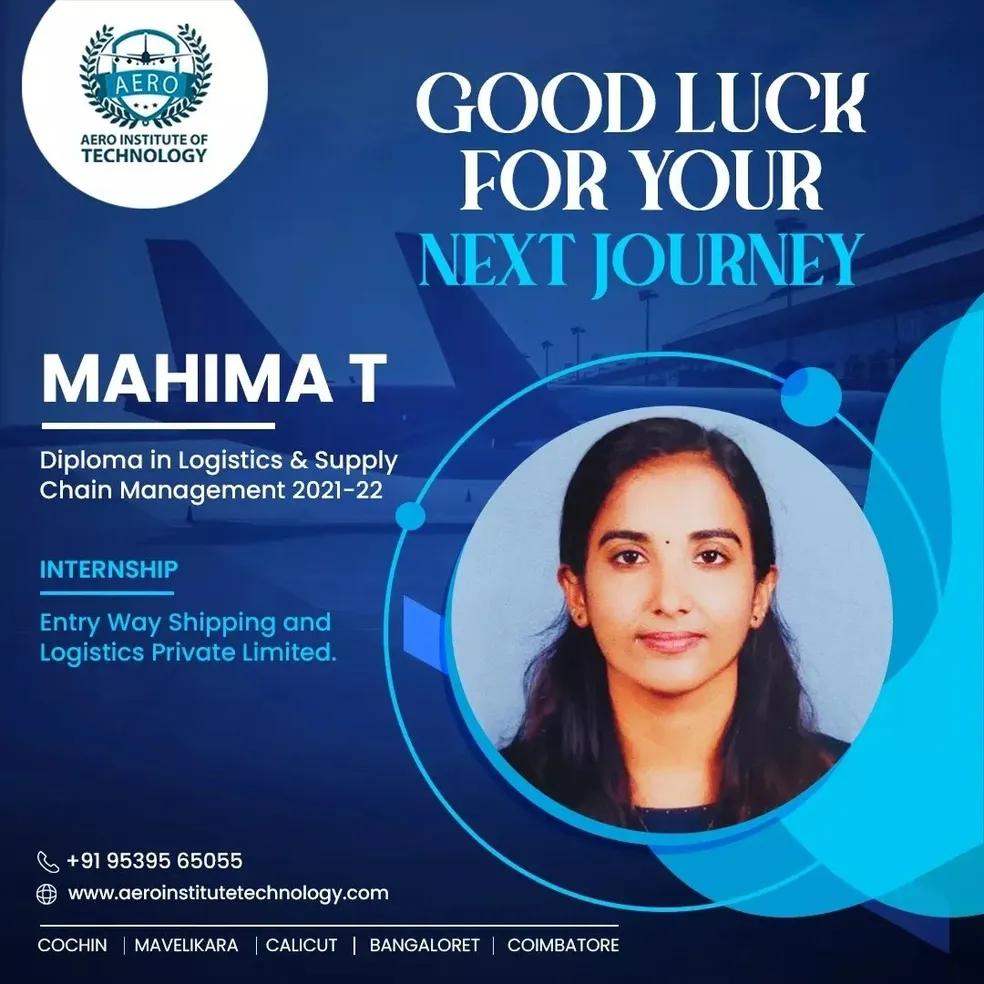 AERO
AERO INSTITUTE OF
TECHNOLOGY
GOOD LUCK
FOR YOUR
NEXT JOURNEY
MAHIMA T
Diploma in Logistics & Supply
Chain Management 2021-22
INTERNSHIP
Entry Way Shipping and
Logistics Private Limited.
+91 95395 65055
www.aeroinstitutetechnology.com
COCHIN | MAVELIKARA | CALICUT | BANGALORET | COIMBATORE